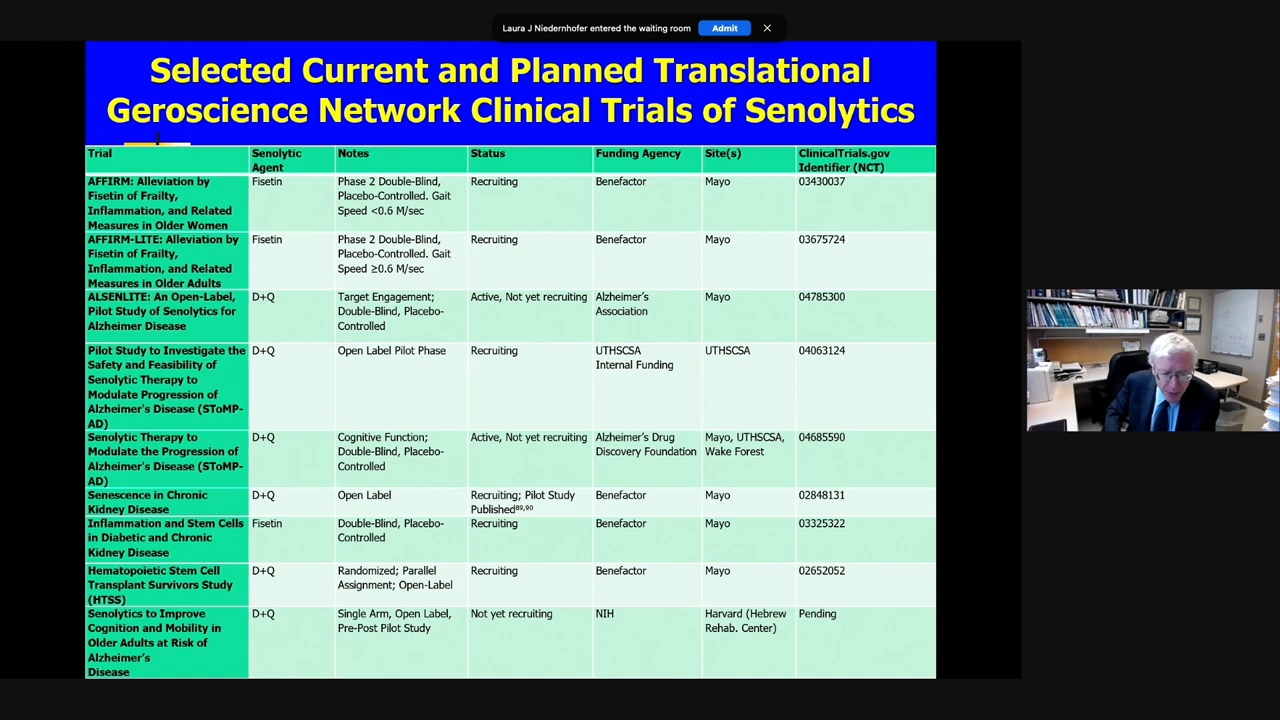 Laura J Niedernhofer entered the waiting room
Admit
Selected Current and Planned Translational
Geroscience Network Clinical Trials of Senolytics
Trial
Senolytic
Agent
Notes
Status
Funding Agency
Site(s)
ClinicalTrials.gov
Identifier (NCT)
AFFIRM: Alleviation by
Fisetin of Frailty,
Inflammation, and Related
Measures in Older Women
Fisetin
Phase 2 Double-Blind,
Placebo-Controlled. Gait
Speed <0.6 M/sec
Recruiting
Benefactor
Mayo
03430037
AFFIRM-LITE: Alleviation by
Fisetin of Frailty,
Inflammation, and Related
Measures in Older Adults
Fisetin
Phase 2 Double-Blind,
Placebo-Controlled. Gait
Speed ≥0.6 M/sec
Recruiting
Benefactor
Mayo
03675724
ALSENLITE: An Open-Label,
Pilot Study of Senolytics for
Alzheimer Disease
D+Q
Target Engagement;
Double-Blind, Placebo-
Controlled
Active, Not yet recruiting
Alzheimer's
Association
Mayo
04785300
Pilot Study to Investigate the
Safety and Feasibility of
Senolytic Therapy to
Modulate Progression of
Alzheimer's Disease (SToMP-
AD)
D+Q
Open Label Pilot Phase
Recruiting
UTHSCSA
Internal Funding
UTHSCSA
04063124
Senolytic Therapy to
Modulate the Progression of
Alzheimer's Disease (SToMP-
AD)
D+Q
Cognitive Function;
Double-Blind, Placebo-
Controlled
Active, Not yet recruiting
Alzheimer's Drug
Discovery Foundation
Mayo, UTHSCSA,
Wake Forest
04685590
Senescence in Chronic
Kidney Disease
D+Q
Open Label
Recruiting; Pilot Study
Published89,90
Benefactor
Mayo
02848131
Inflammation and Stem Cells
in Diabetic and Chronic
Kidney Disease
Fisetin
Double-Blind, Placebo-
Controlled
Recruiting
Benefactor
Mayo
03325322
Hematopoietic Stem Cell
Transplant Survivors Study
(HTSS)
D+Q
Randomized; Parallel
Assignment; Open-Label
Recruiting
Benefactor
Mayo
02652052
Senolytics to Improve
Cognition and Mobility in
Older Adults at Risk of
Alzheimer's
Disease
D+Q
Single Arm, Open Label,
Pre-Post Pilot Study
Not yet recruiting
NIH
Harvard (Hebrew
Rehab. Center)
Pending